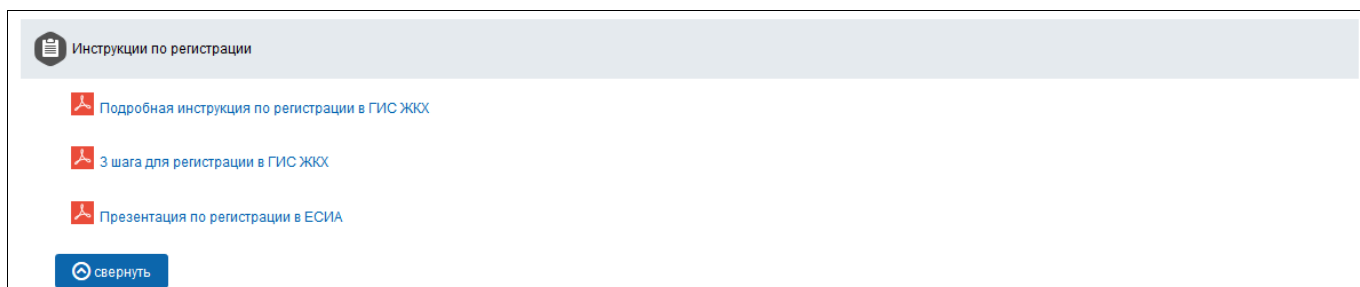 Инструкции по регистрации
Подробная инструкция по регистрации в ГИС ЖКХ
3 шага для регистрации в ГИС ЖКХ
Презентация по регистрации в ЕСИА
свернуть